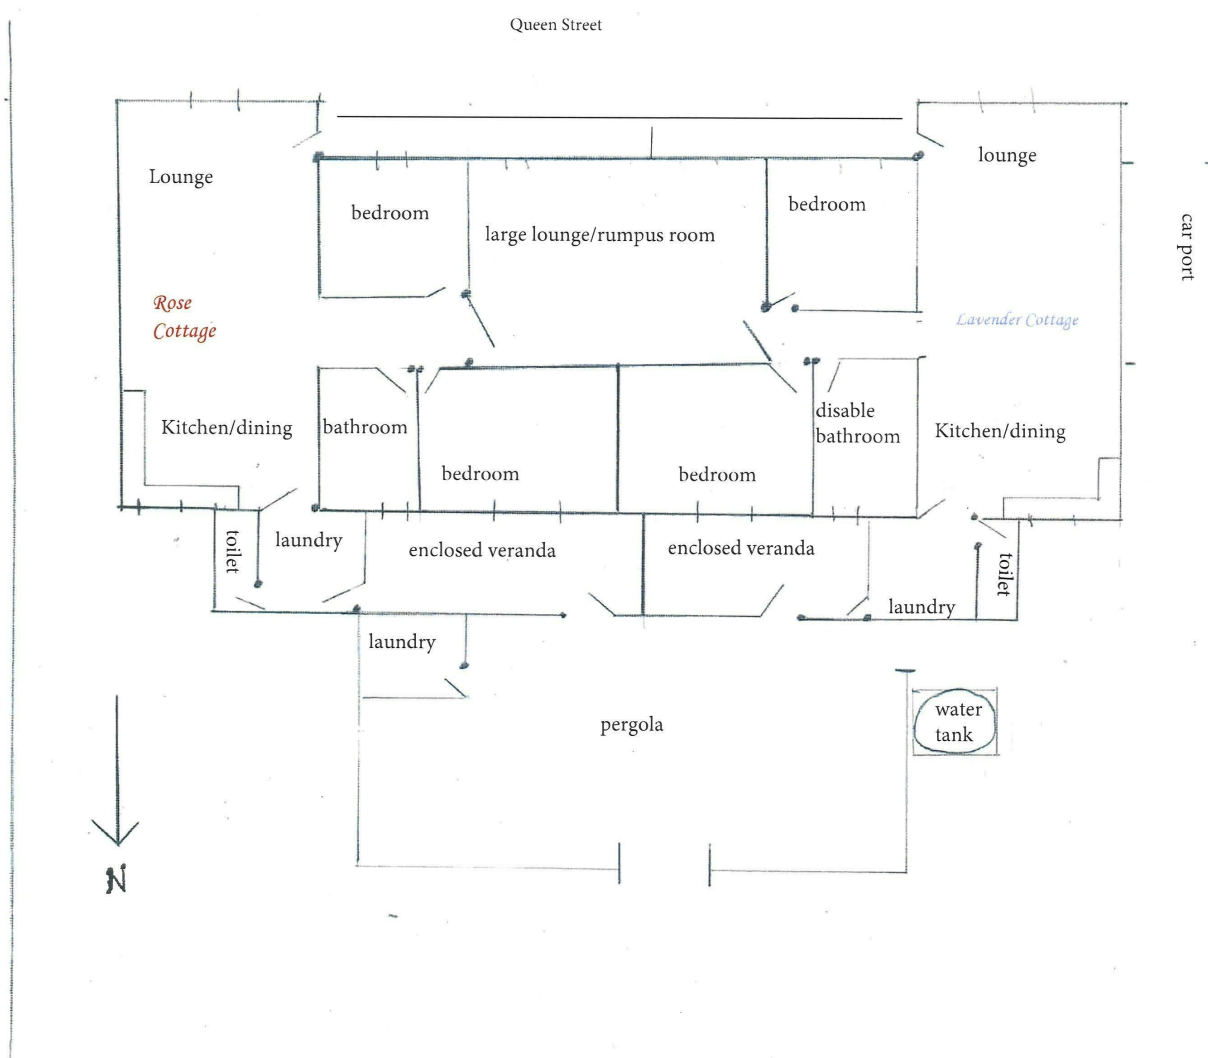 Queen Street
Lounge
bedroom
large lounge/rumpus room
bedroom
lounge
car port
Rose
Cottage
Lavender Cottage
Kitchen/dining
bathroom
bedroom
bedroom
disable
bathroom
Kitchen/dining
toilet
laundry
enclosed veranda
enclosed veranda
laundry
toilet
laundry
pergola
water
tank
N